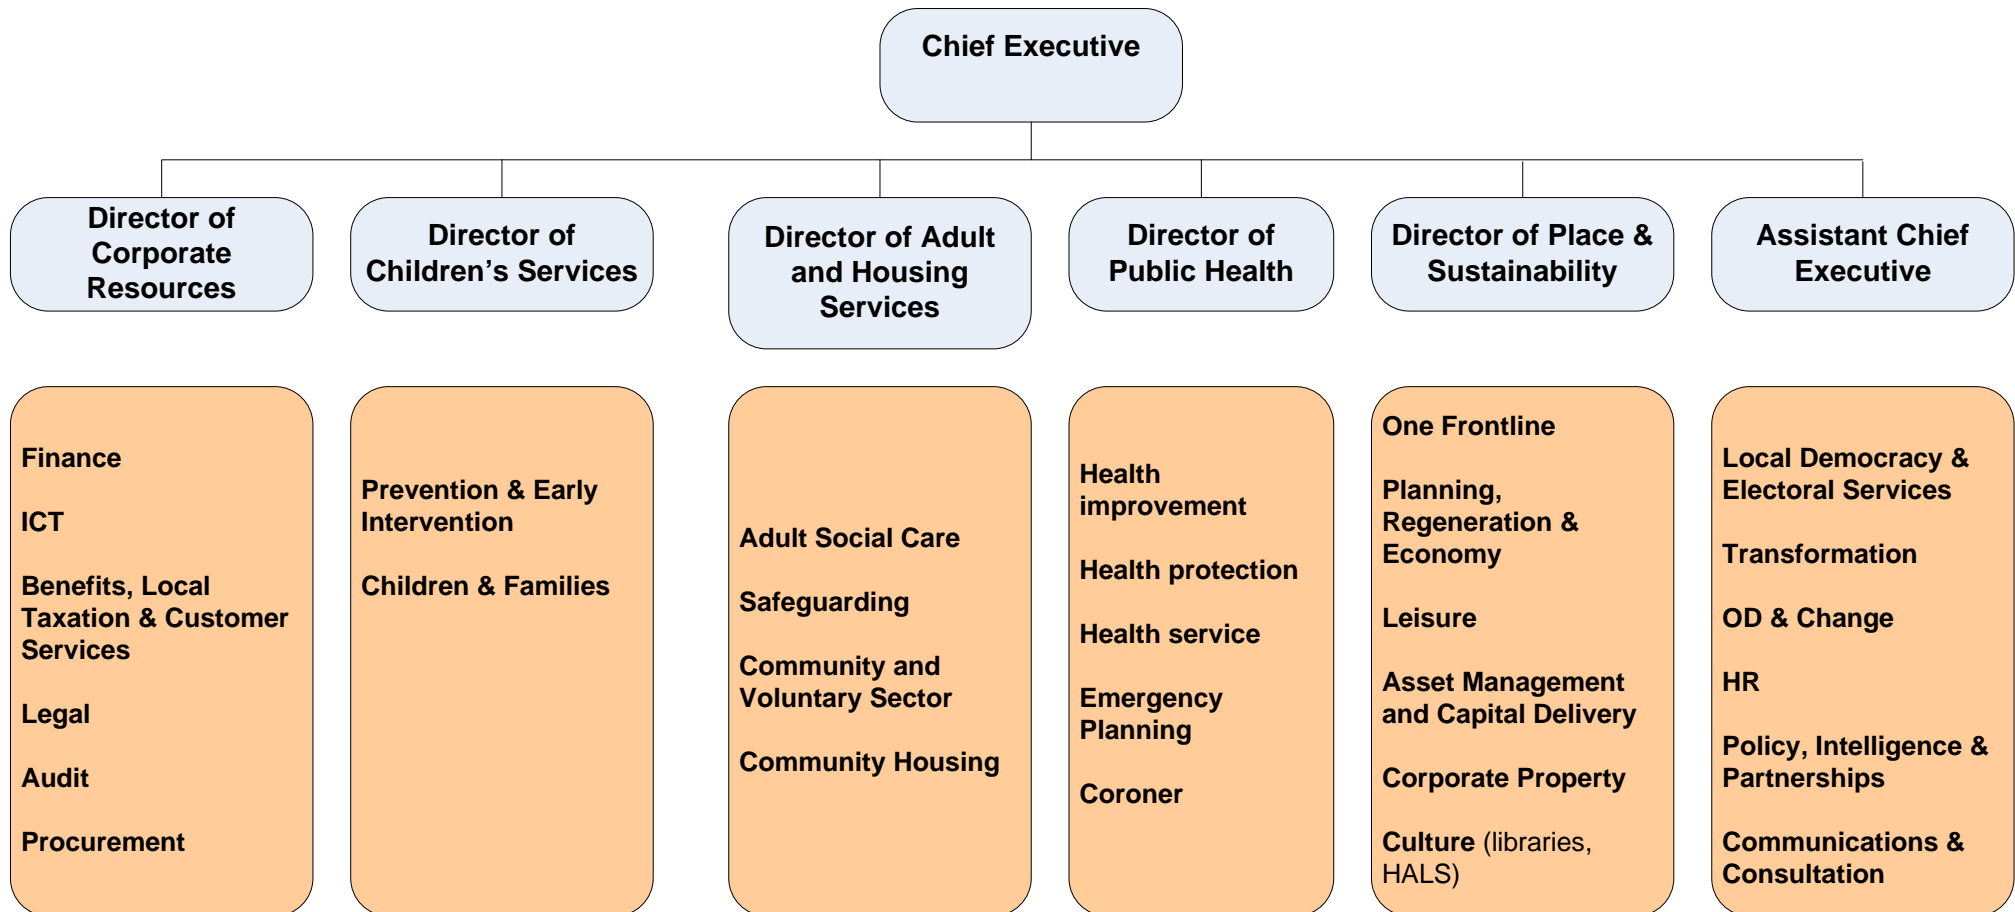 Chief Executive
Director of
Corporate
Resources
Director of
Children’s Services
Director of Adult
and Housing
Services
Director of
Public Health
Director of Place &
Sustainability
Assistant Chief
Executive
Finance
ICT
Benefits, Local
Taxation & Customer
Services
Legal
Audit
Procurement
Prevention & Early
Intervention
Children & Families
Adult Social Care
Safeguarding
Community and
Voluntary Sector
Community Housing
Health
improvement
Health protection
Health service
Emergency
Planning
Coroner
One Frontline
Planning,
Regeneration &
Economy
Leisure
Asset Management
and Capital Delivery
Corporate Property
Culture (libraries,
HALS)
Local Democracy &
Electoral Services
Transformation
OD & Change
HR
Policy, Intelligence &
Partnerships
Communications &
Consultation